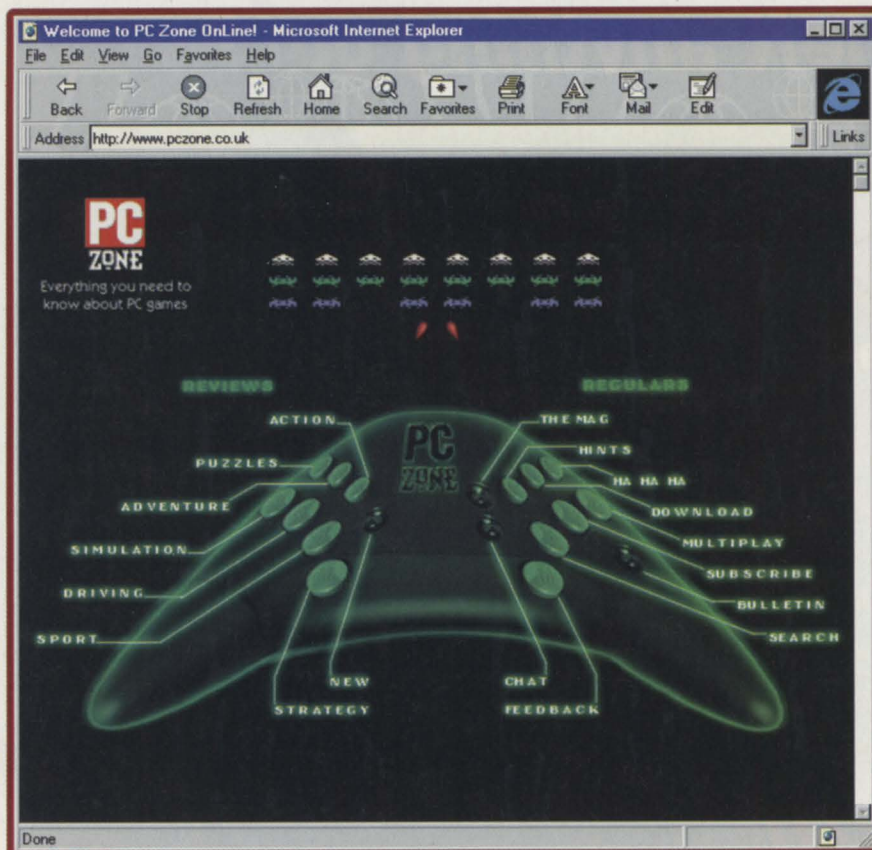 Welcome to PC Zone OnLine! - Microsoft Internet Explorer
File Edit View Go Favorites Help
Back Forward Stop Refresh Home Search Favorites Print Font Mail Edit
Address http://www.pczone.co.uk Links
PC
ZONE
Everything you need to
know about PC games
REVIEWS
REGULARS
ACTION
PUZZLES
ADVENTURE
SIMULATION
DRIVING
SPORT
NEW
STRATEGY
PC
ZONE
THE MAG
HINTS
HA HA HA
DOWNLOAD
MULTIPLAY
SUBSCRIBE
BULLETIN
SEARCH
CHAT
FEEDBACK
Done